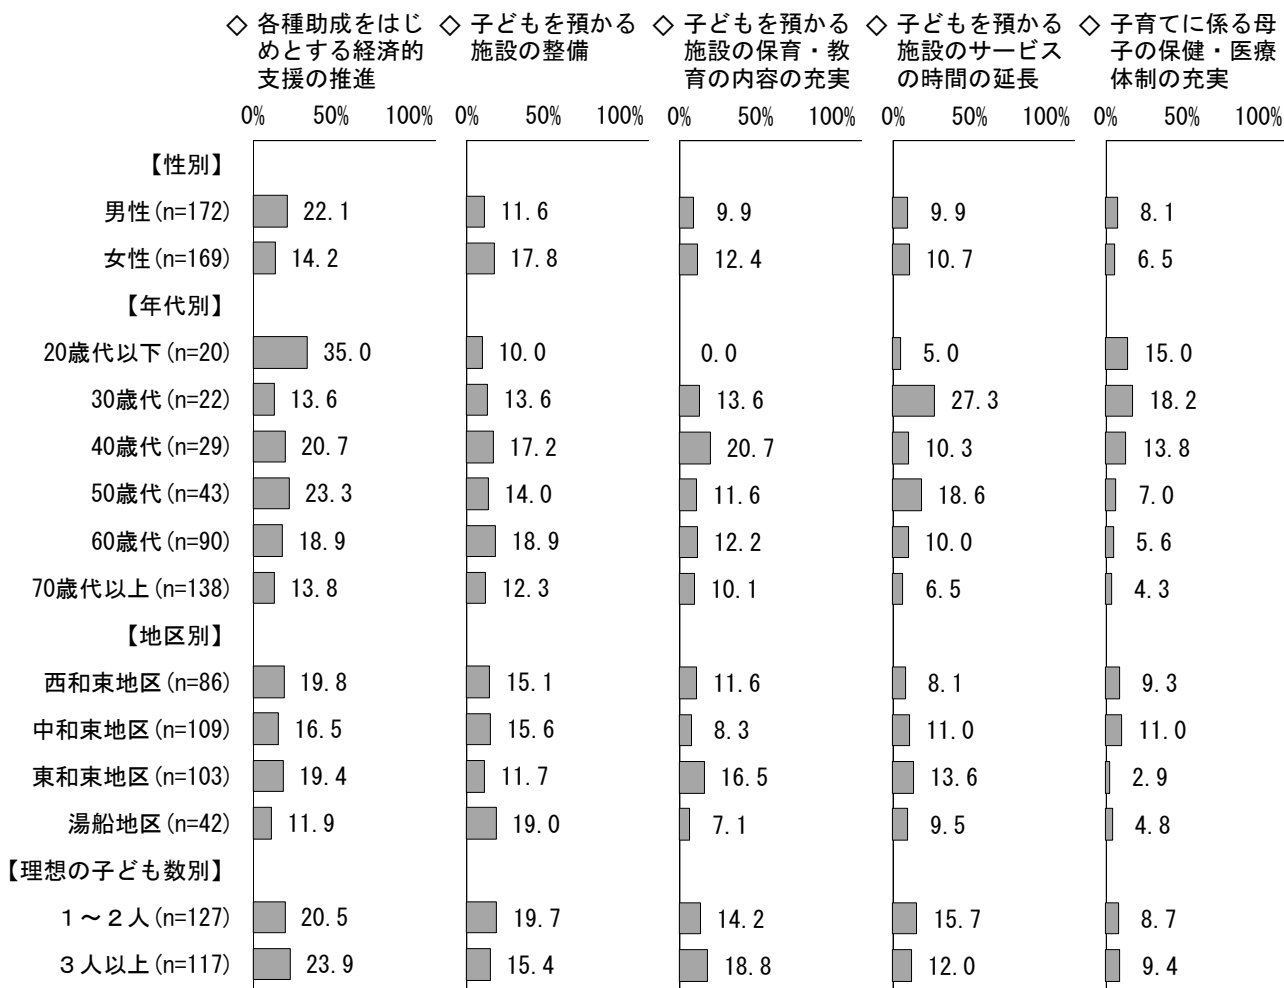 ◇ 各種助成をはじ
めとする経済的
支援の推進
◇ 子どもを預かる
施設の整備
◇ 子どもを預かる
施設の保育・教
育の内容の充実
◇ 子どもを預かる
施設のサービス
の時間の延長
◇ 子育てに係る母
子の保健・医療
体制の充実
0% 50% 100% 0% 50% 100% 0% 50% 100% 0% 50% 100% 0% 50% 100%
【性別】
男性(n=172) 22.1 11.6 9.9 9.9 8.1
女性(n=169) 14.2 17.8 12.4 10.7 6.5
【年代別】
20歳代以下(n=20) 35.0 10.0 0.0 5.0 15.0
30歳代(n=22) 13.6 13.6 13.6 27.3 18.2
40歳代(n=29) 20.7 17.2 20.7 10.3 13.8
50歳代(n=43) 23.3 14.0 11.6 18.6 7.0
60歳代(n=90) 18.9 18.9 12.2 10.0 5.6
70歳代以上(n=138) 13.8 12.3 10.1 6.5 4.3
【地区別】
西和束地区(n=86) 19.8 15.1 11.6 8.1 9.3
中和束地区(n=109) 16.5 15.6 8.3 11.0 11.0
東和束地区(n=103) 19.4 11.7 16.5 13.6 2.9
湯船地区(n=42) 11.9 19.0 7.1 9.5 4.8
【理想の子ども数別】
１～２人(n=127) 20.5 19.7 14.2 15.7 8.7
３人以上(n=117) 23.9 15.4 18.8 12.0 9.4